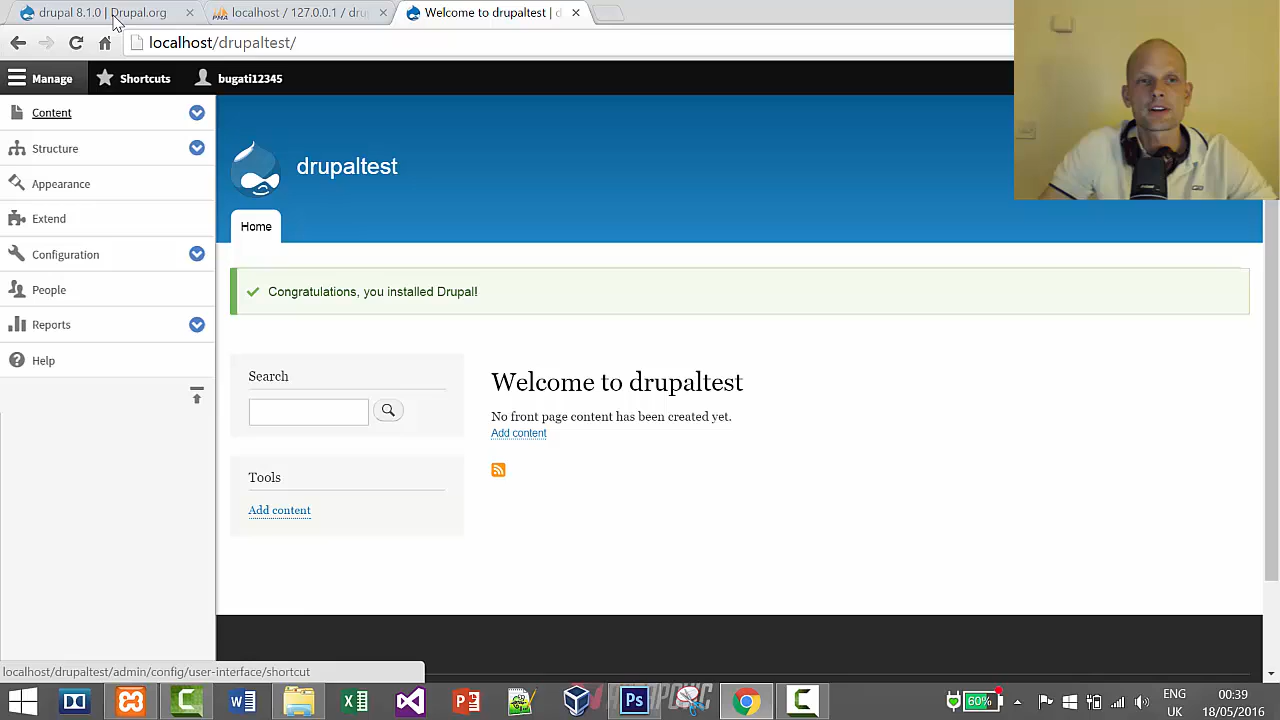 drupal 8.1.0 | Drupal.org
localhost / 127.0.0.1 / dru
Welcome to drupaltest | d
localhost/drupaltest/
Manage
Shortcuts
bugati12345
Content
Structure
Appearance
Extend
Configuration
People
Reports
Help
drupaltest
Home
Congratulations, you installed Drupal!
Search
Tools
Add content
Welcome to drupaltest
No front page content has been created yet.
Add content
localhost/drupaltest/admin/config/user-interface/shortcut
60%
ENG
UK
00:39
18/05/2016